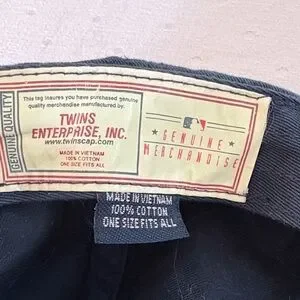 GENUINE QUALITY
This tag insures you have purchased genuine
quality merchandise manufactured by:
TWINS
ENTERPRISE, INC.
www.twinscap.com
MADE IN VIETNAM
100% COTTON
ONE SIZE FITS ALL
GENUINE
MERCHANDISE
MADE IN VIETNAM
100% COTTON
ONE SIZE FITS ALL